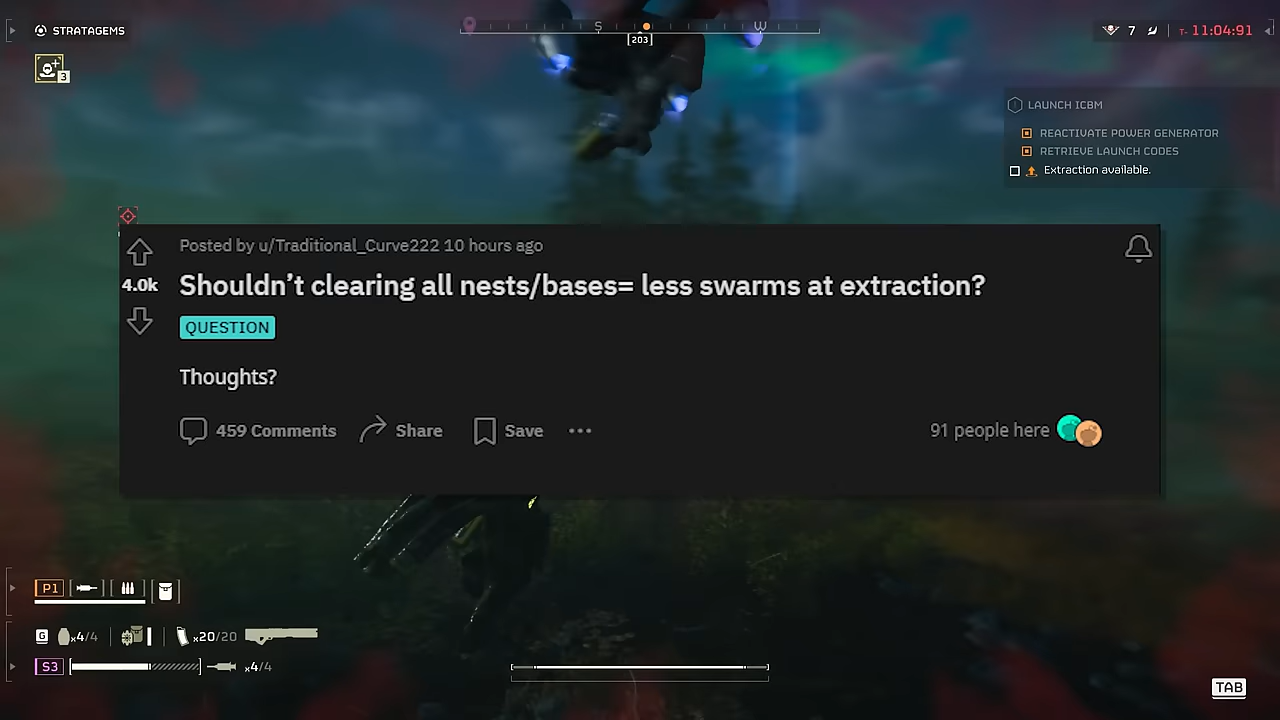 STRATAGEMS
3
S
W
[203]
7
T- 11:04:91
LAUNCH ICBM
REACTIVATE POWER GENERATOR
RETRIEVE LAUNCH CODES
Extraction available.
Posted by u/Traditional_Curve222 10 hours ago
4.0k
Shouldn’t clearing all nests/bases= less swarms at extraction?
QUESTION
Thoughts?
459 Comments
Share
Save
91 people here
P1
G x4/4 x20/20
S3 x4/4
TAB